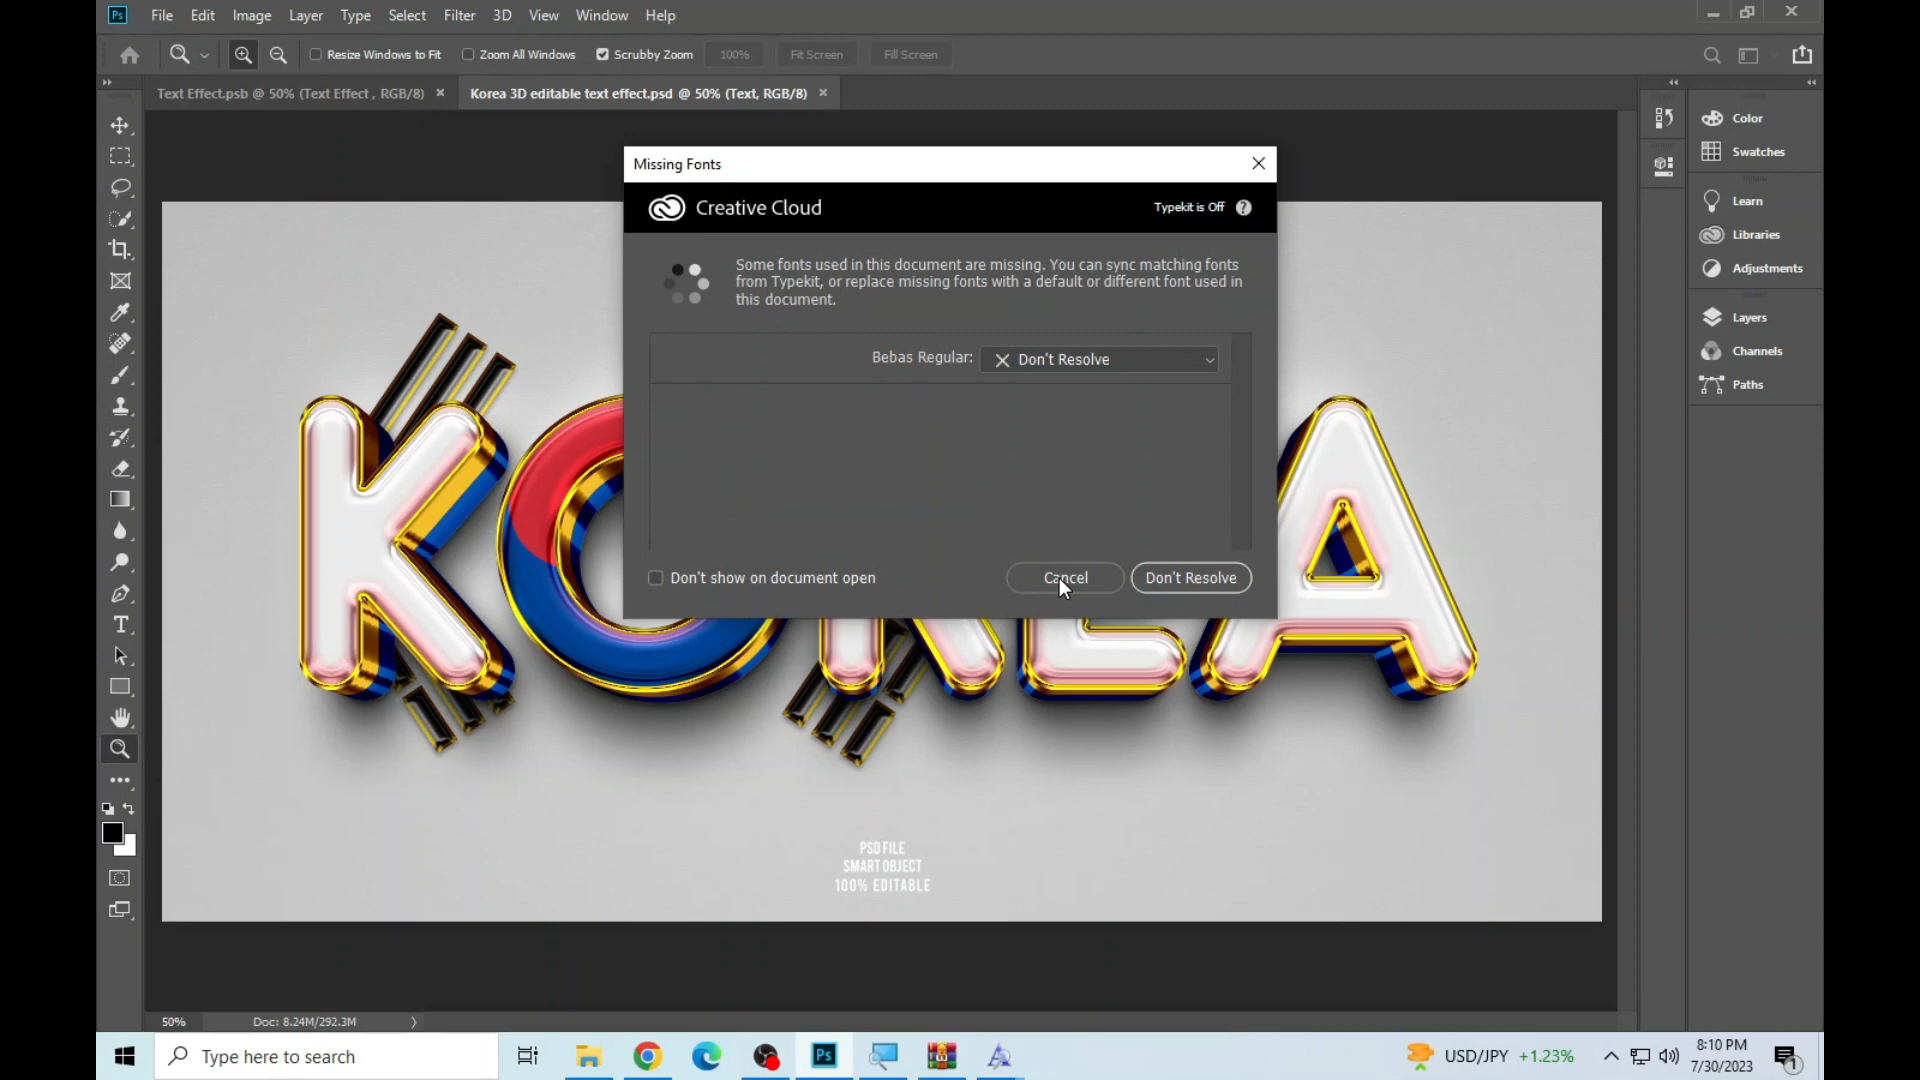 Ps File Edit Image Layer Type Select Filter 3D View Window Help
Resize Windows to Fit Zoom All Windows Scrubby Zoom 100% Fit Screen Fill Screen
Text Effect.psb @ 50% (Text Effect , RGB/8) × Korea 3D editable text effect.psd @ 50% (Text, RGB/8) ×
Missing Fonts
Creative Cloud
Typekit is Off ?
Some fonts used in this document are missing. You can sync matching fonts
from Typekit, or replace missing fonts with a default or different font used in
this document.
Bebas Regular: Don't Resolve
Don't show on document open
Cancel
Don't Resolve
Color
Swatches
Learn
Libraries
Adjustments
Layers
Channels
Paths
KOREA
PSD FILE
SMART OBJECT
100% EDITABLE
50% Doc: 8.24M/292.3M
Type here to search
Ps
USD/JPY +1.23%
8:10 PM
7/30/2023
1